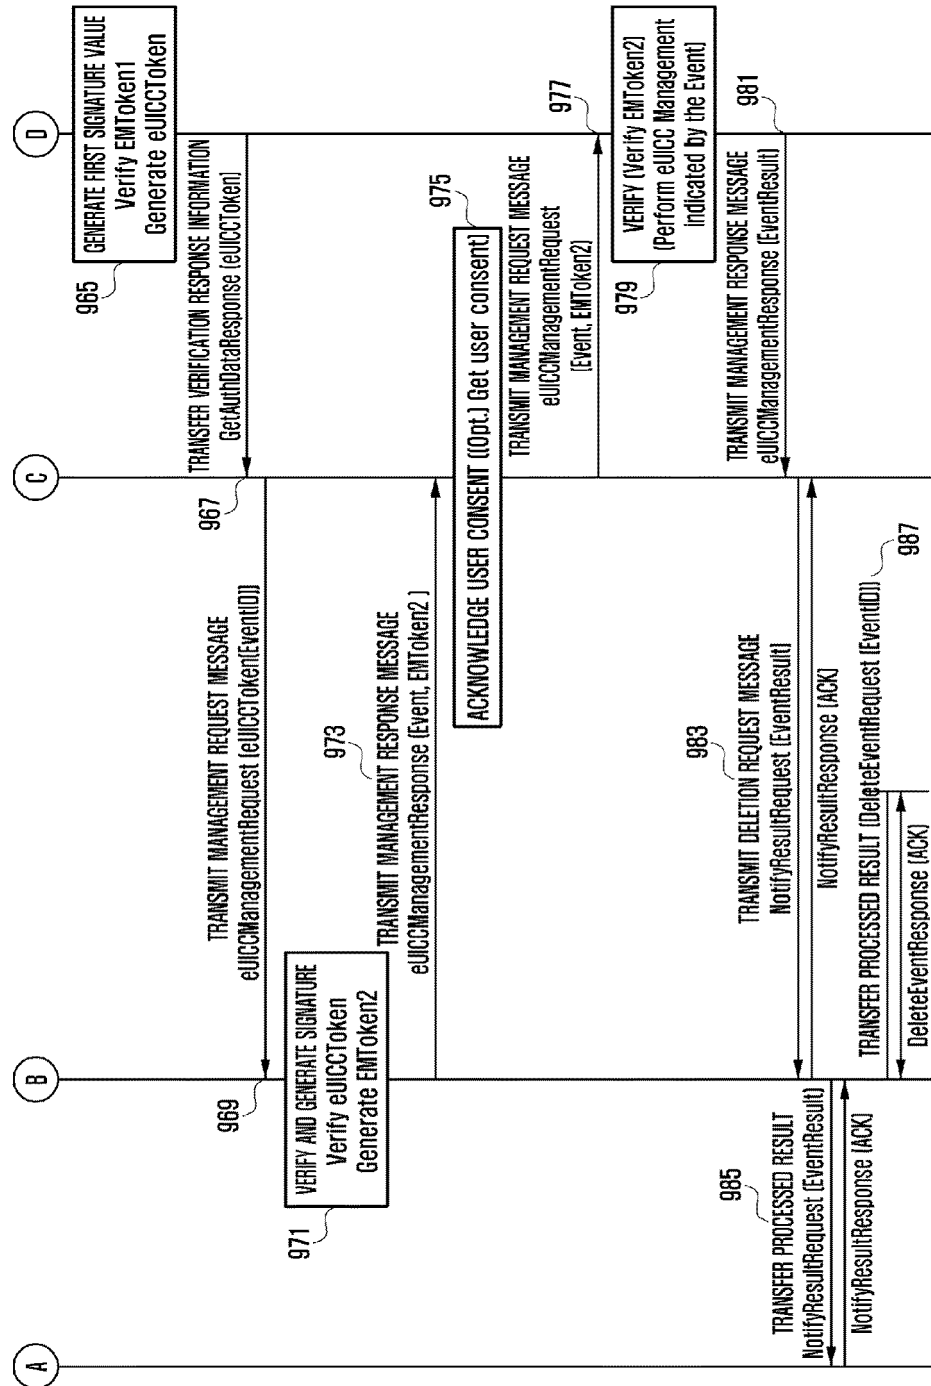 A
B
C
D
GENERATE FIRST SIGNATURE VALUE
Verify EMToken1
Generate eUICCToken
965
TRANSFER VERIFICATION RESPONSE INFORMATION
GetAuthDataResponse (eUICCToken)
967
TRANSMIT MANAGEMENT REQUEST MESSAGE
eUICCManagementRequest (eUICCToken(EventID))
969
VERIFY AND GENERATE SIGNATURE
Verify eUICCToken
Generate EMToken2
971
973
TRANSMIT MANAGEMENT RESPONSE MESSAGE
eUICCManagementResponse (Event, EMToken2 )
975
ACKNOWLEDGE USER CONSENT ((Opt.) Get user consent)
TRANSMIT MANAGEMENT REQUEST MESSAGE
eUICCManagementRequest
(Event, EMToken2)
977
VERIFY (Verify EMToken2)
(Perform eUICC Management
indicated by the Event)
979
TRANSMIT MANAGEMENT RESPONSE MESSAGE
eUICCManagementResponse (EventResult)
981
983
TRANSMIT DELETION REQUEST MESSAGE
NotifyResultRequest (EventResult)
NotifyResultResponse (ACK)
985
TRANSFER PROCESSED RESULT
NotifyResultRequest (EventResult)
NotifyResultResponse (ACK)
TRANSFER PROCESSED RESULT (DeleteEventRequest (EventID))
987
DeleteEventResponse (ACK)